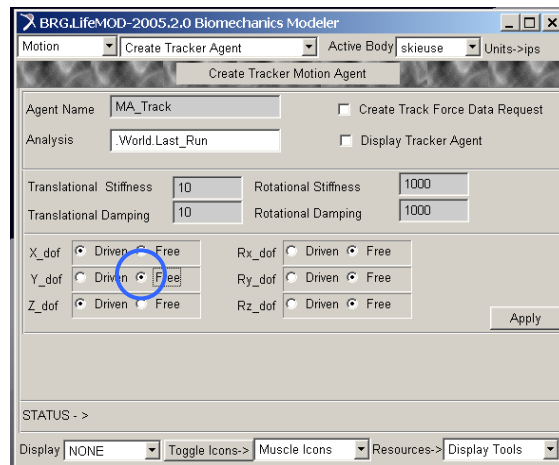 BRG.LifeMOD-2005.2.0 Biomechanics Modeler
Motion Create Tracker Agent Active Body skieuse Units->ips
Create Tracker Motion Agent
Agent Name MA_Track Create Track Force Data Request
Analysis .World.Last_Run Display Tracker Agent
Translational Stiffness 10 Rotational Stiffness 1000
Translational Damping 10 Rotational Damping 1000
X_dof Driven Free Rx_dof Driven Free
Y_dof Driven Free Ry_dof Driven Free
Z_dof Driven Free Rz_dof Driven Free
Apply
STATUS - >
Display NONE Toggle Icons-> Muscle Icons Resources-> Display Tools